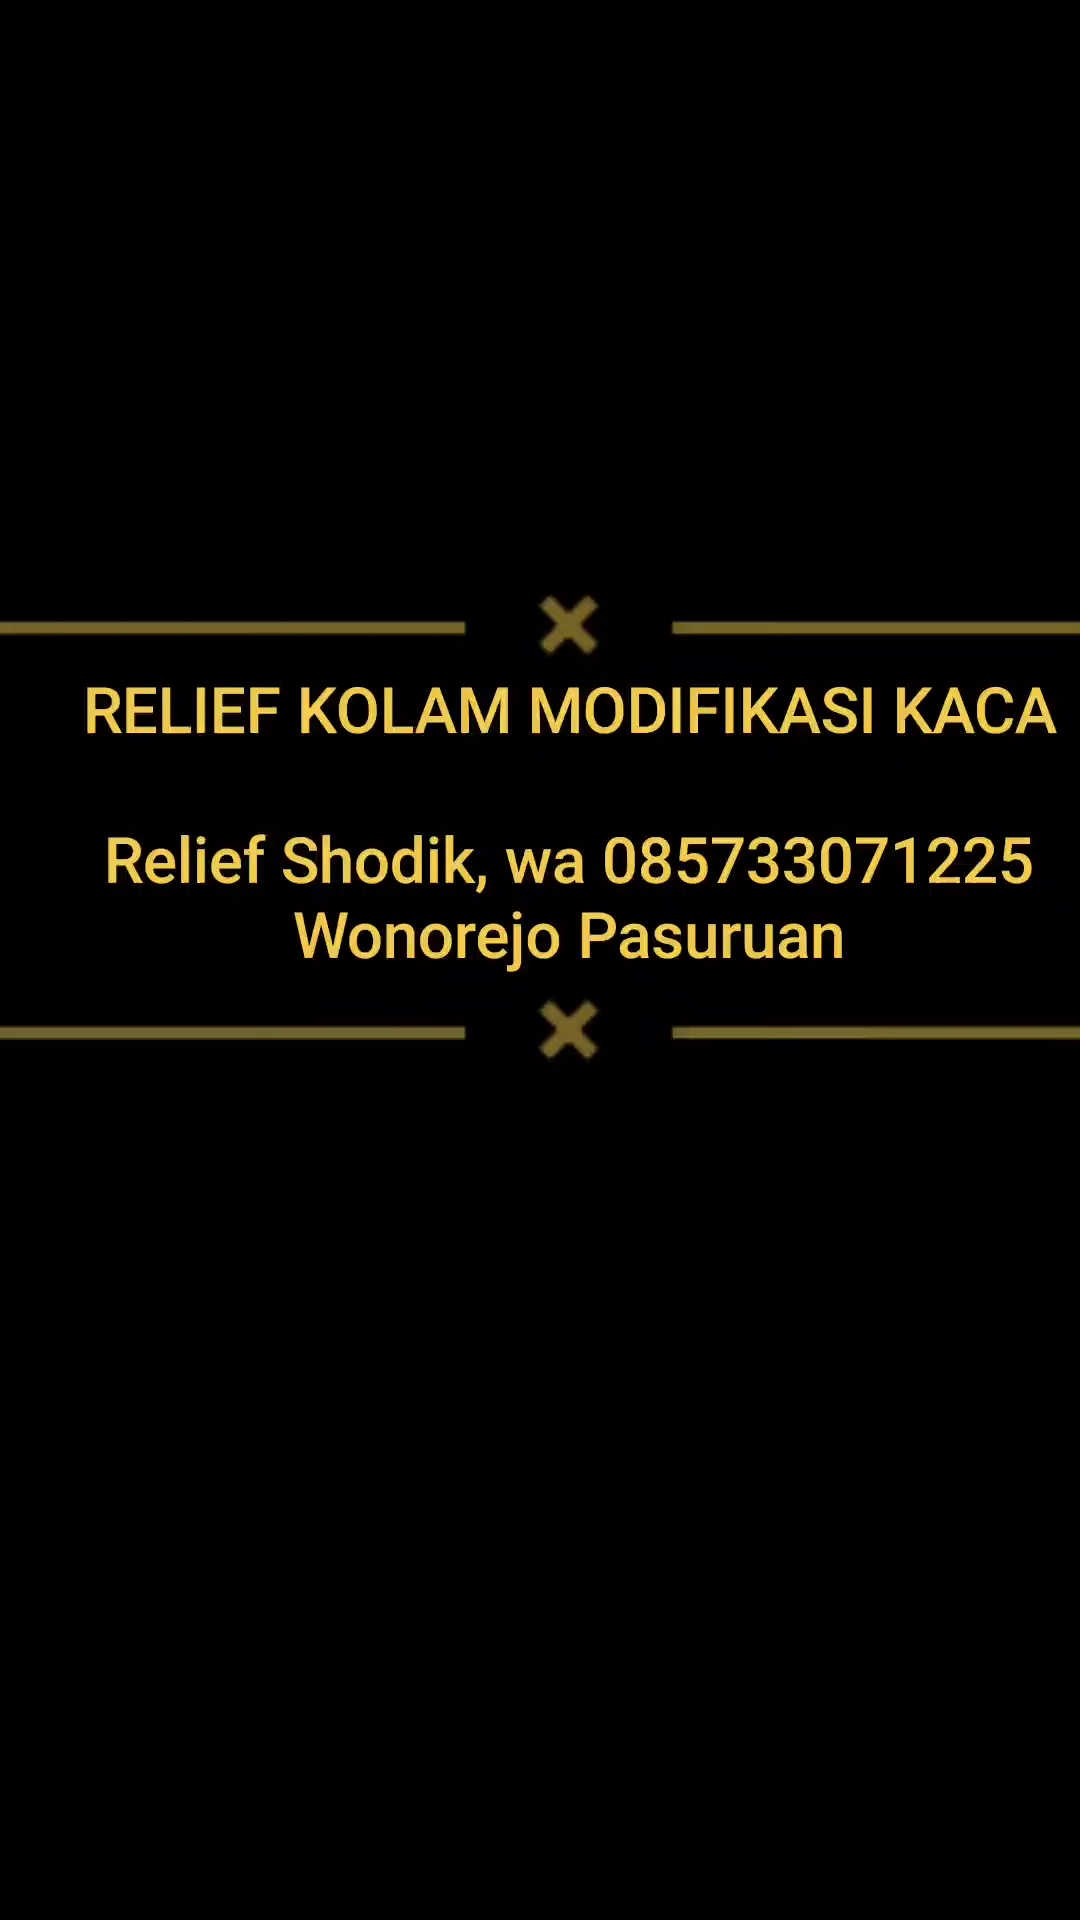 RELIEF KOLAM MODIFIKASI KACA
Relief Shodik, wa 085733071225
Wonorejo Pasuruan